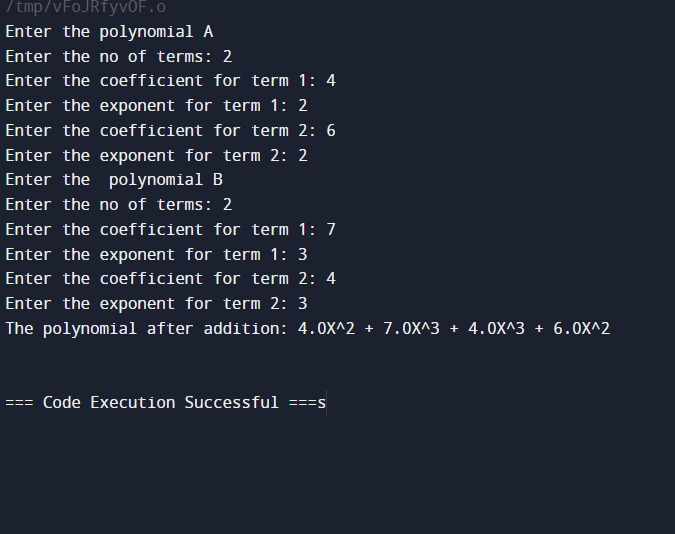 /tmp/vFoJRfyvOF.o
Enter the polynomial A
Enter the no of terms: 2
Enter the coefficient for term 1: 4
Enter the exponent for term 1: 2
Enter the coefficient for term 2: 6
Enter the exponent for term 2: 2
Enter the  polynomial B
Enter the no of terms: 2
Enter the coefficient for term 1: 7
Enter the exponent for term 1: 3
Enter the coefficient for term 2: 4
Enter the exponent for term 2: 3
The polynomial after addition: 4.0X^2 + 7.0X^3 + 4.0X^3 + 6.0X^2
=== Code Execution Successful ===s